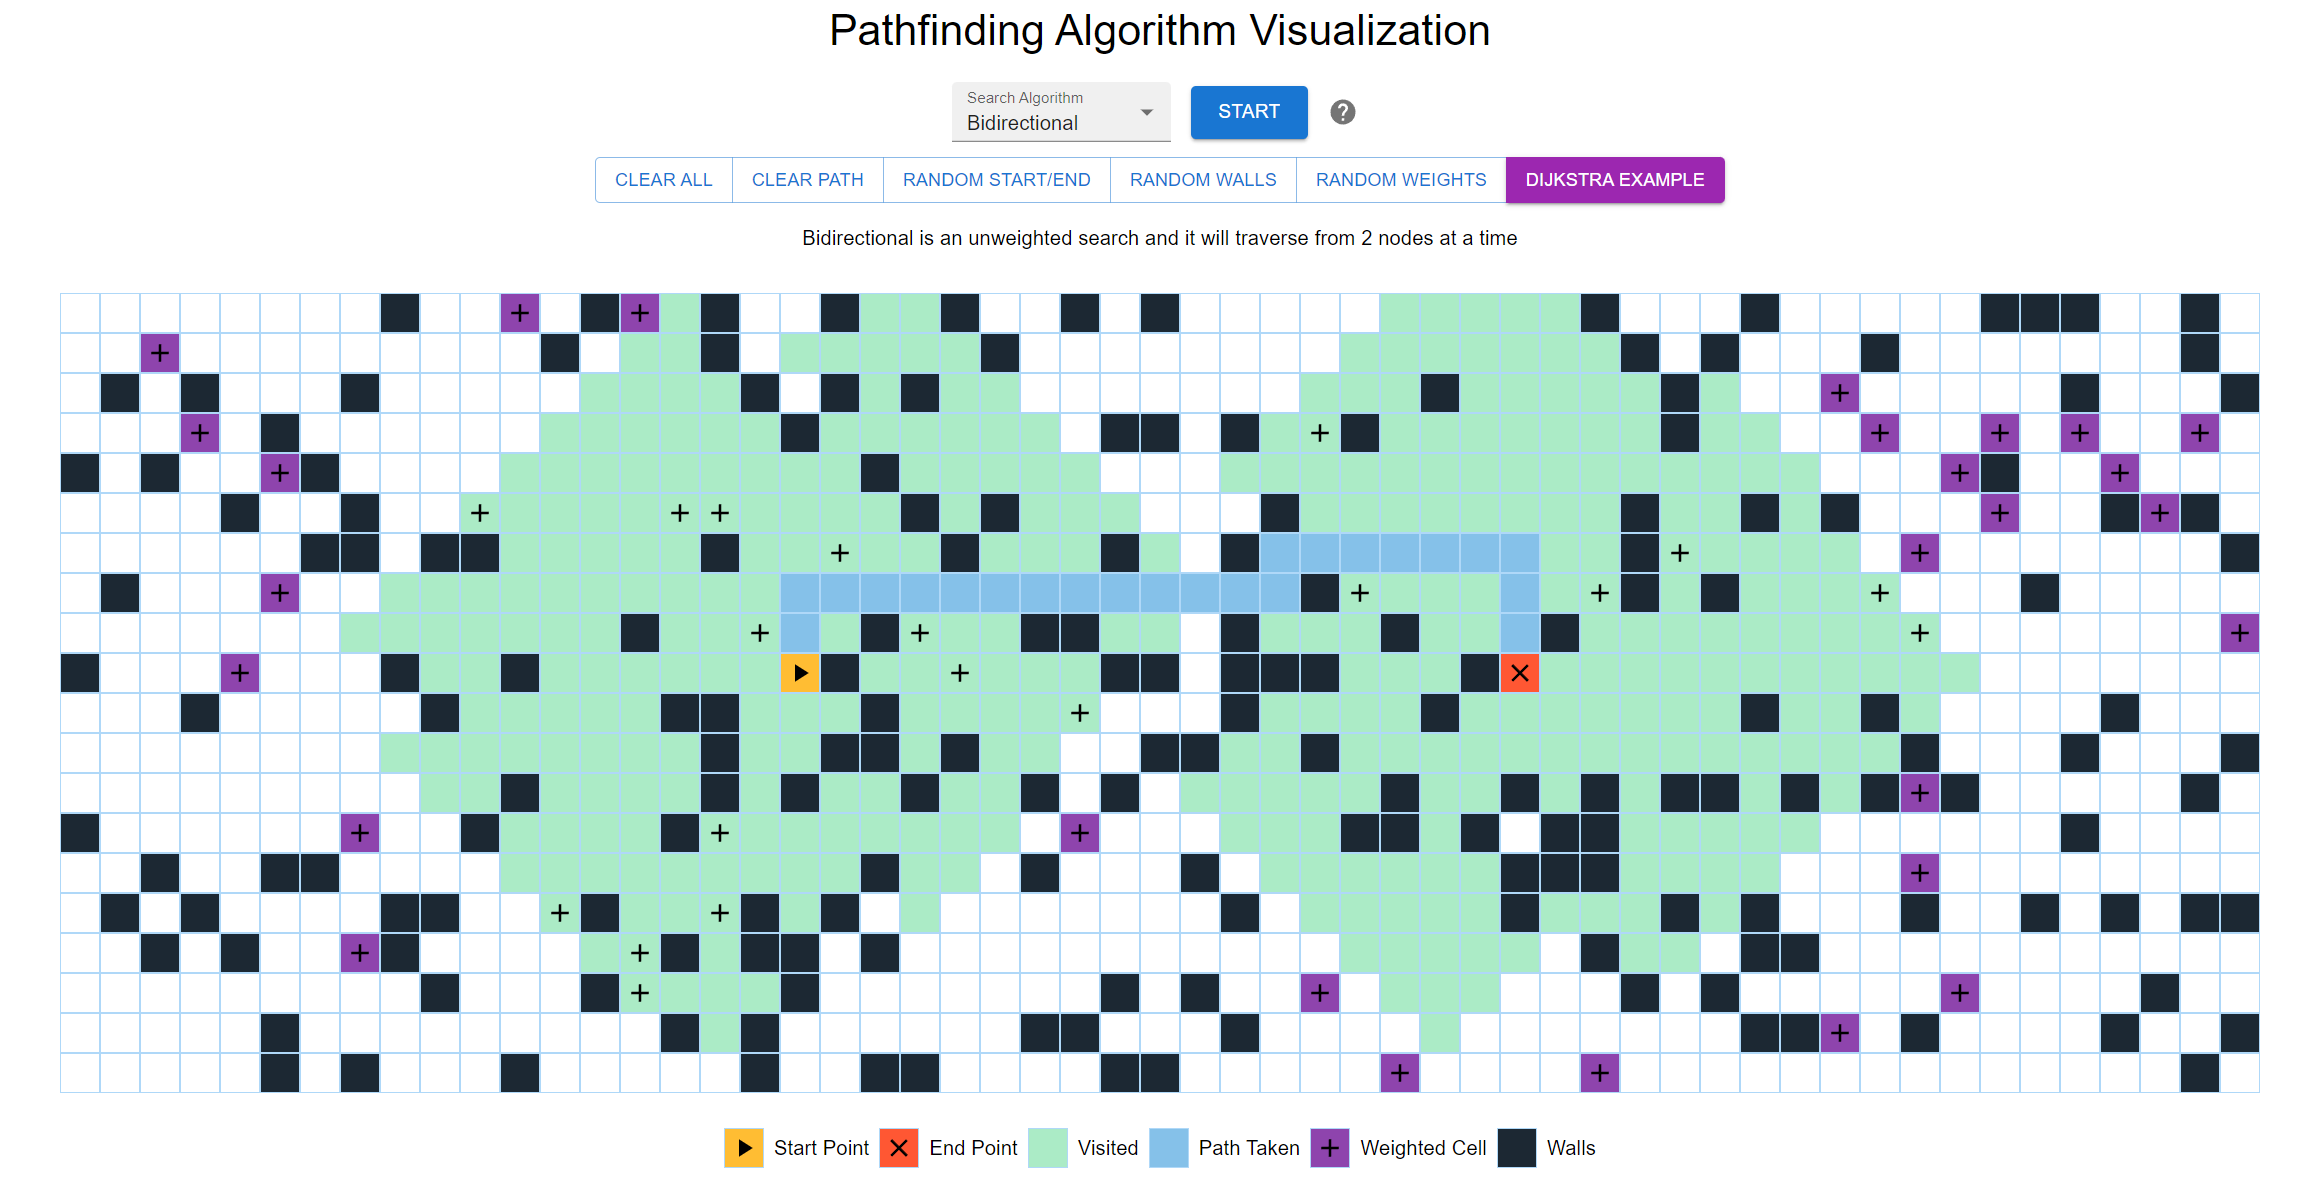 Pathfinding Algorithm Visualization
Search Algorithm
Bidirectional
START
?
CLEAR ALL
CLEAR PATH
RANDOM START/END
RANDOM WALLS
RANDOM WEIGHTS
DIJKSTRA EXAMPLE
Bidirectional is an unweighted search and it will traverse from 2 nodes at a time
Start Point
End Point
Visited
Path Taken
Weighted Cell
Walls